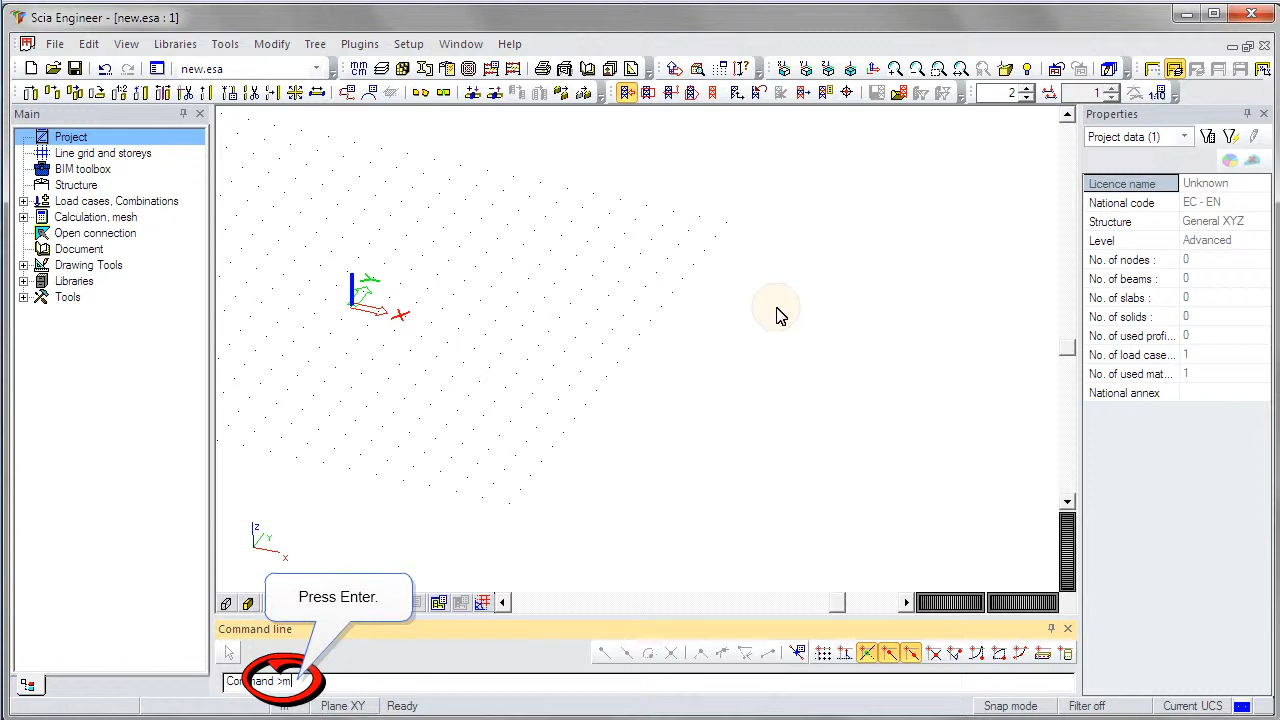 Scia Engineer - [new.esa : 1]
File Edit View Libraries Tools Modify Tree Plugins Setup Window Help
new.esa
2
1
Main
Project
Line grid and storeys
BIM toolbox
Structure
Load cases, Combinations
Calculation, mesh
Open connection
Document
Drawing Tools
Libraries
Tools
Y
X
Z
Y
X
Properties
Project data (1)
Licence name Unknown
National code EC - EN
Structure General XYZ
Level Advanced
No. of nodes : 0
No. of beams : 0
No. of slabs : 0
No. of solids : 0
No. of used profi... 0
No. of load case... 1
No. of used mat... 1
National annex
Press Enter.
Command line
Command >m
m Plane XY Ready Snap mode Filter off Current UCS